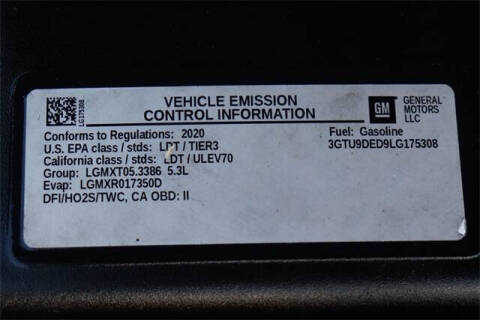 LG175308
VEHICLE EMISSION
CONTROL INFORMATION
GM
GENERAL
MOTORS
LLC
Conforms to Regulations: 2020
U.S. EPA class / stds: LDT / TIER3
California class / stds: LDT / ULEV70
Group: LGMXT05.3386 5.3L
Evap: LGMXR017350D
DFI/HO2S/TWC, CA OBD: II
Fuel: Gasoline
3GTU9DED9LG175308